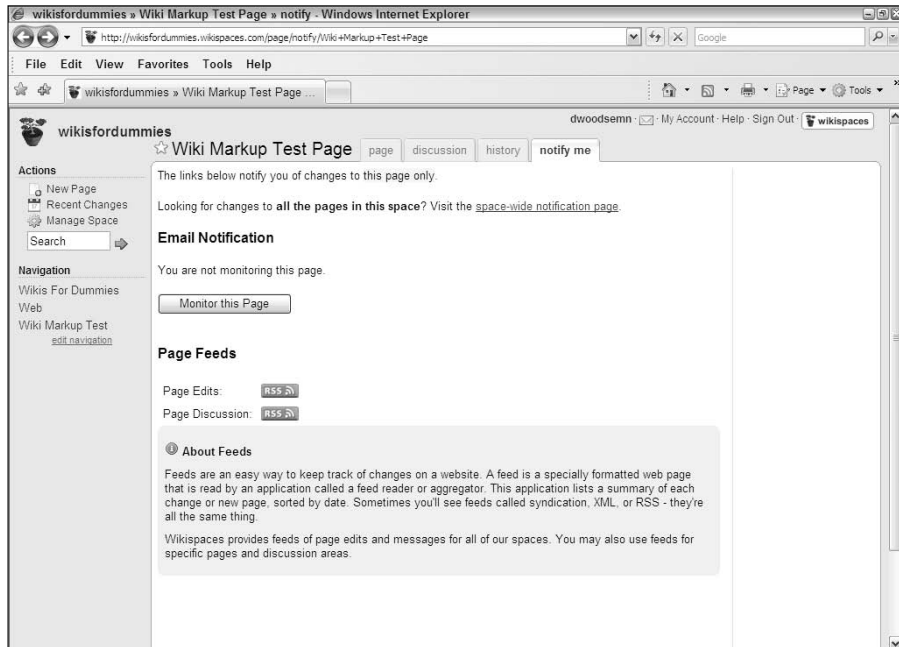 wikisfordummies » Wiki Markup Test Page » notify - Windows Internet Explorer
http://wikisfordummies.wikispaces.com/page/notify/Wiki+Markup+Test+Page
Google
File Edit View Favorites Tools Help
wikisfordummies » Wiki Markup Test Page ...
Page Tools »
dwoodsemn · My Account · Help · Sign Out · wikispaces
wikisfordummies
Wiki Markup Test Page page discussion history notify me
Actions
New Page
Recent Changes
Manage Space
Search
Navigation
Wikis For Dummies
Web
Wiki Markup Test
edit navigation
The links below notify you of changes to this page only.
Looking for changes to all the pages in this space? Visit the space-wide notification page.
Email Notification
You are not monitoring this page.
Monitor this Page
Page Feeds
Page Edits: RSS
Page Discussion: RSS
About Feeds
Feeds are an easy way to keep track of changes on a website. A feed is a specially formatted web page
that is read by an application called a feed reader or aggregator. This application lists a summary of each
change or new page, sorted by date. Sometimes you'll see feeds called syndication, XML, or RSS - they're
all the same thing.
Wikispaces provides feeds of page edits and messages for all of our spaces. You may also use feeds for
specific pages and discussion areas.